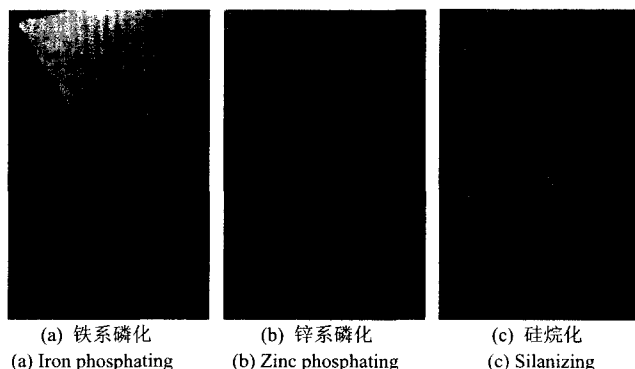 (a) 铁系磷化 (b) 锌系磷化 (c) 硅烷化
(a) Iron phosphating (b) Zinc phosphating (c) Silanizing